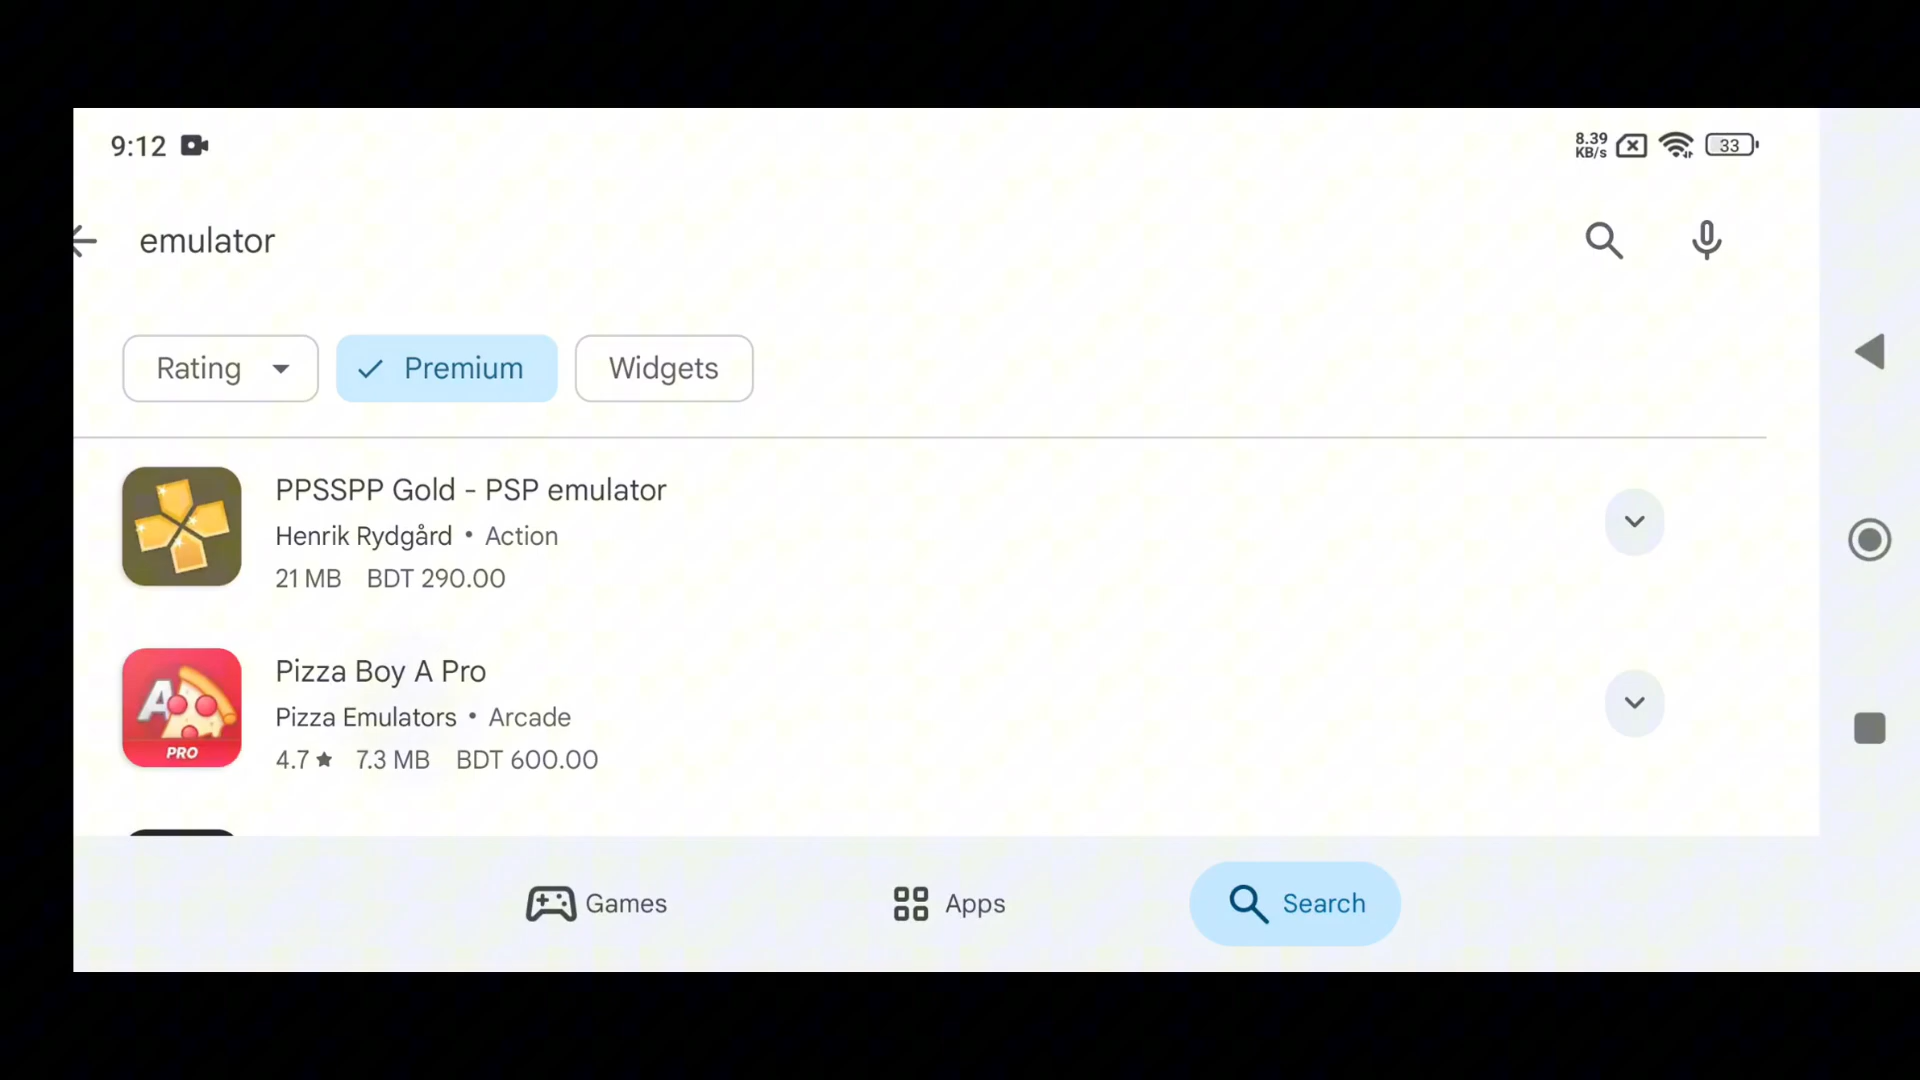 9:12
8.39
KB/s
33
emulator
Rating
Premium
Widgets
PPSSPP Gold - PSP emulator
Henrik Rydgård • Action
21 MB BDT 290.00
A
PRO
Pizza Boy A Pro
Pizza Emulators • Arcade
4.7 ★ 7.3 MB BDT 600.00
Games
Apps
Search